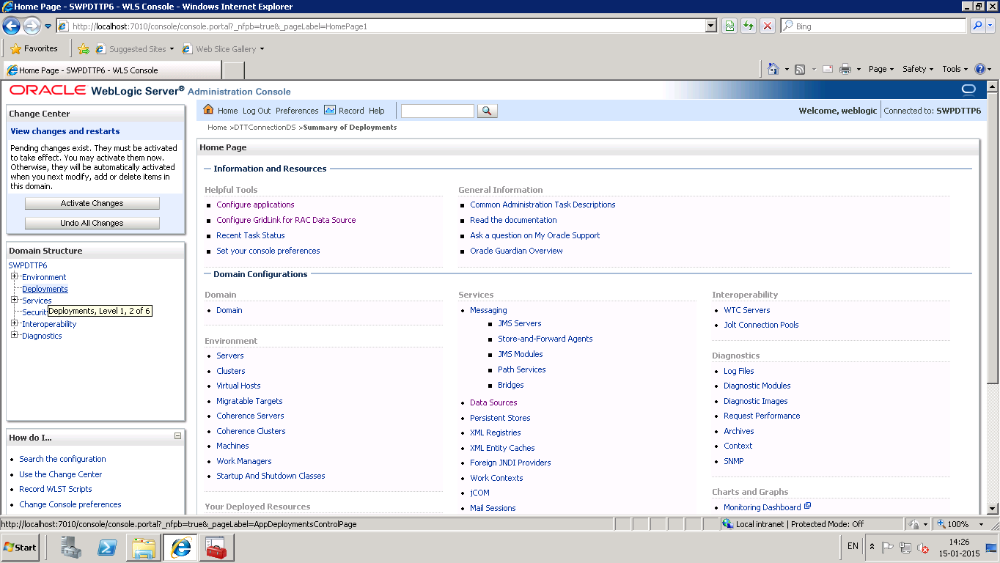 Home Page - SWPDTTP6 - WLS Console - Windows Internet Explorer
http://localhost:7010/console/console.portal?_nfpb=true&_pageLabel=HomePage1
Bing
Favorites
Suggested Sites
Web Slice Gallery
Home Page - SWPDTTP6 - WLS Console
Page
Safety
Tools
ORACLE WebLogic Server® Administration Console
Change Center
View changes and restarts
Pending changes exist. They must be activated
to take effect. You may activate them now.
Otherwise, they will be automatically activated
when you next modify, add or delete items in
this domain.
Activate Changes
Undo All Changes
Domain Structure
SWPDTTP6
Environment
Deployments
Services
Securit
Deployments, Level 1, 2 of 6
Interoperability
Diagnostics
How do I...
Search the configuration
Use the Change Center
Record WLST Scripts
Change Console preferences
Home Log Out Preferences Record Help
Welcome, weblogic Connected to: SWPDTTP6
Home >DTTConnectionDS >Summary of Deployments
Home Page
Information and Resources
Helpful Tools
Configure applications
Configure GridLink for RAC Data Source
Recent Task Status
Set your console preferences
General Information
Common Administration Task Descriptions
Read the documentation
Ask a question on My Oracle Support
Oracle Guardian Overview
Domain Configurations
Domain
Domain
Environment
Servers
Clusters
Virtual Hosts
Migratable Targets
Coherence Servers
Coherence Clusters
Machines
Work Managers
Startup And Shutdown Classes
Your Deployed Resources
Services
Messaging
JMS Servers
Store-and-Forward Agents
JMS Modules
Path Services
Bridges
Data Sources
Persistent Stores
XML Registries
XML Entity Caches
Foreign JNDI Providers
Work Contexts
jCOM
Mail Sessions
Interoperability
WTC Servers
Jolt Connection Pools
Diagnostics
Log Files
Diagnostic Modules
Diagnostic Images
Request Performance
Archives
Context
SNMP
Charts and Graphs
Monitoring Dashboard
http://localhost:7010/console/console.portal?_nfpb=true&_pageLabel=AppDeploymentsControlPage
Local intranet | Protected Mode: Off
100%
Start
EN
14:26
15-01-2015